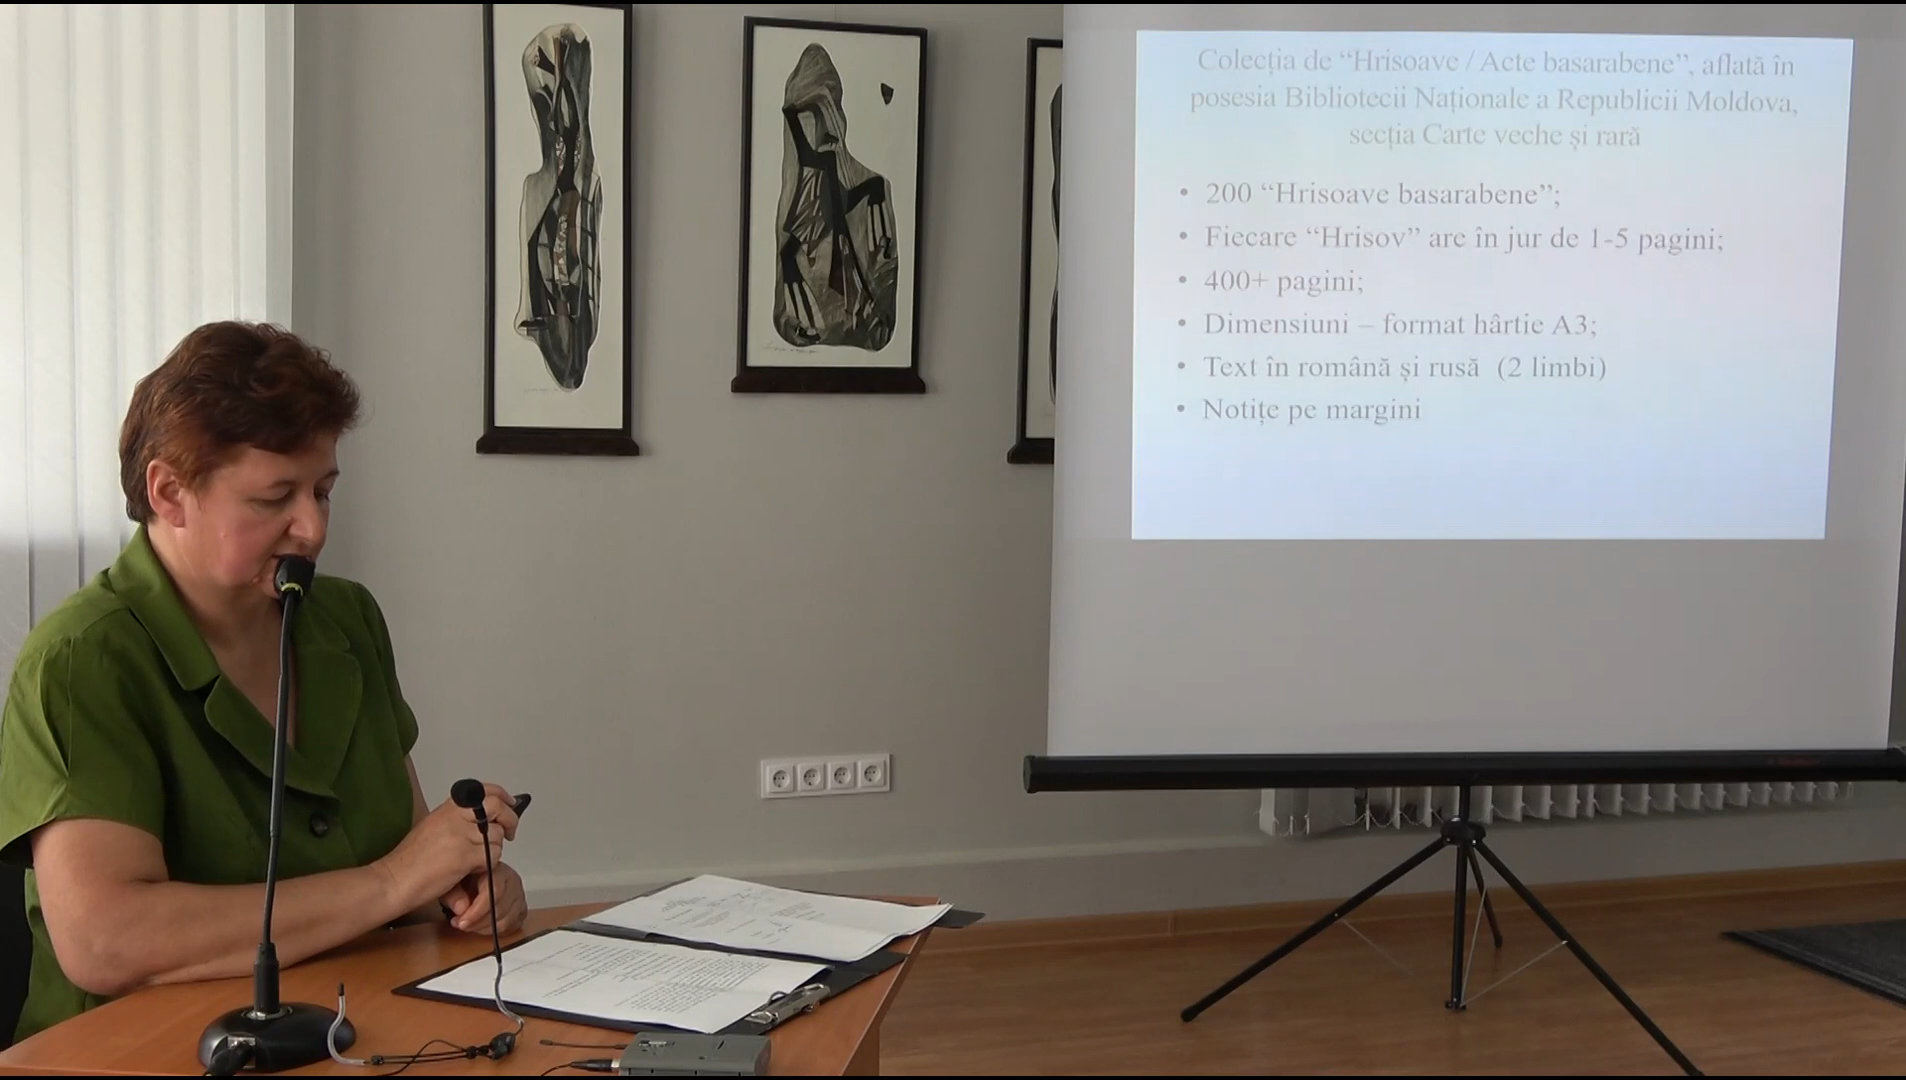 Colecția de “Hrisoave / Acte basarabene”, aflată în
posesia Bibliotecii Naționale a Republicii Moldova,
secția Carte veche și rară
• 200 “Hrisoave basarabene”;
• Fiecare “Hrisov” are în jur de 1-5 pagini;
• 400+ pagini;
• Dimensiuni – format hârtie A3;
• Text în română și rusă (2 limbi)
• Notițe pe margini